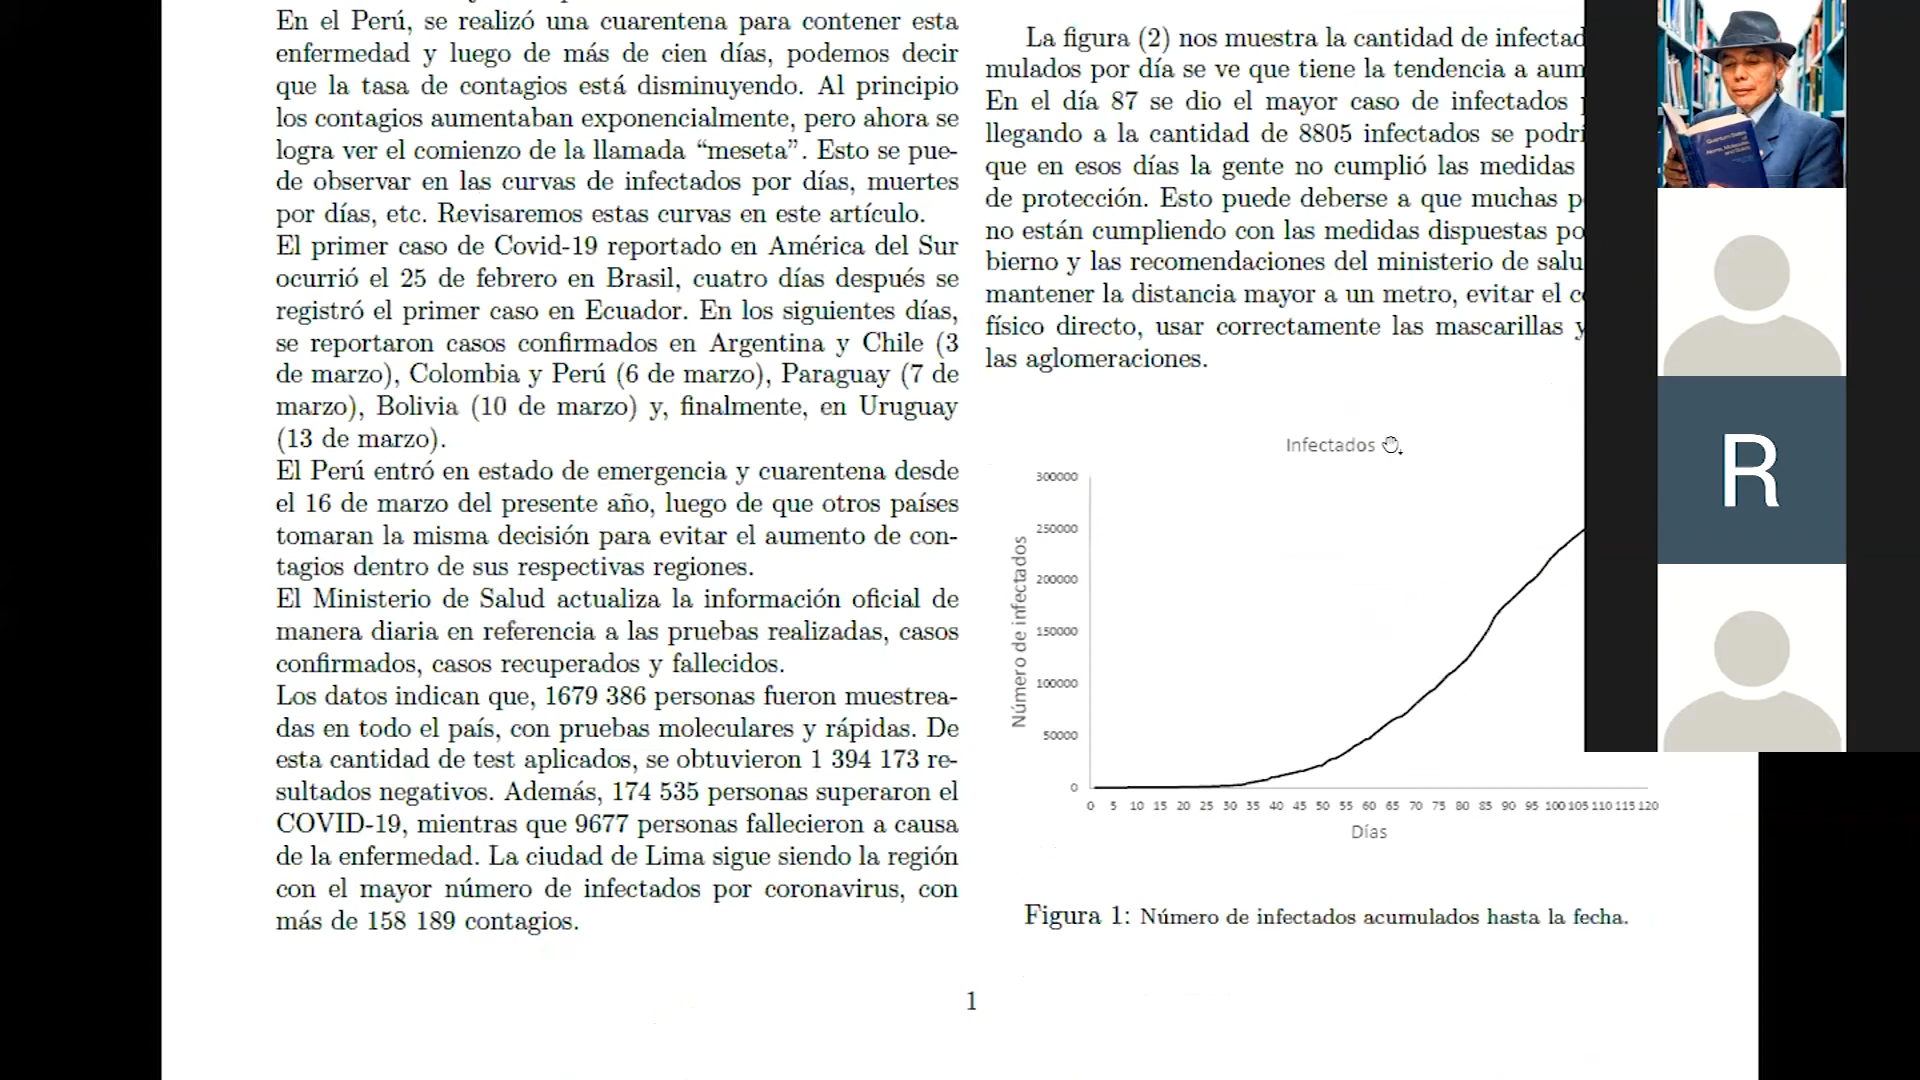 En el Perú, se realizó una cuarentena para contener esta
enfermedad y luego de más de cien días, podemos decir
que la tasa de contagios está disminuyendo. Al principio
los contagios aumentaban exponencialmente, pero ahora se
logra ver el comienzo de la llamada “meseta”. Esto se pue-
de observar en las curvas de infectados por días, muertes
por días, etc. Revisaremos estas curvas en este artículo.
El primer caso de Covid-19 reportado en América del Sur
ocurrió el 25 de febrero en Brasil, cuatro días después se
registró el primer caso en Ecuador. En los siguientes días,
se reportaron casos confirmados en Argentina y Chile (3
de marzo), Colombia y Perú (6 de marzo), Paraguay (7 de
marzo), Bolivia (10 de marzo) y, finalmente, en Uruguay
(13 de marzo).
El Perú entró en estado de emergencia y cuarentena desde
el 16 de marzo del presente año, luego de que otros países
tomaran la misma decisión para evitar el aumento de con-
tagios dentro de sus respectivas regiones.
El Ministerio de Salud actualiza la información oficial de
manera diaria en referencia a las pruebas realizadas, casos
confirmados, casos recuperados y fallecidos.
Los datos indican que, 1679 386 personas fueron muestrea-
das en todo el país, con pruebas moleculares y rápidas. De
esta cantidad de test aplicados, se obtuvieron 1 394 173 re-
sultados negativos. Además, 174 535 personas superaron el
COVID-19, mientras que 9677 personas fallecieron a causa
de la enfermedad. La ciudad de Lima sigue siendo la región
con el mayor número de infectados por coronavirus, con
más de 158 189 contagios.
La figura (2) nos muestra la cantidad de infectad
mulados por día se ve que tiene la tendencia a aum
En el día 87 se dio el mayor caso de infectados
llegando a la cantidad de 8805 infectados se podrí
que en esos días la gente no cumplió las medidas
de protección. Esto puede deberse a que muchas p
no están cumpliendo con las medidas dispuestas po
bierno y las recomendaciones del ministerio de salu
mantener la distancia mayor a un metro, evitar el c
físico directo, usar correctamente las mascarillas y
las aglomeraciones.
Infectados
Número de infectados
300000
250000
200000
150000
100000
50000
0
0 5 10 15 20 25 30 35 40 45 50 55 60 65 70 75 80 85 90 95 100 105 110 115 120
Días
Figura 1: Número de infectados acumulados hasta la fecha.
1
R